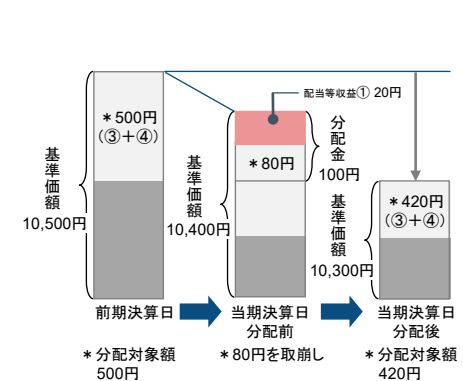 配当等収益① 20円
＊500円
（③＋④）
基準価額
10,500円
分配金
100円
＊80円
基準価額
10,400円
基準価額
10,300円
＊420円
（③＋④）
前期決算日
当期決算日
分配前
当期決算日
分配後
＊分配対象額
500円
＊80円を取崩し
＊分配対象額
420円